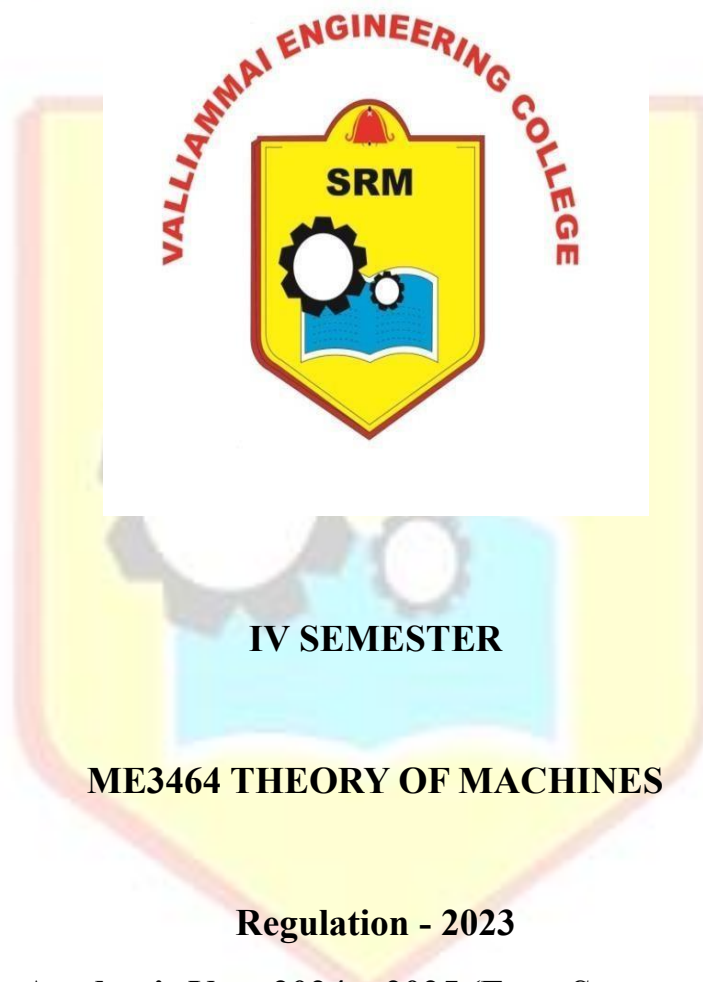 VALLIAMMAI ENGINEERING COLLEGE
SRM
IV SEMESTER
ME3464 THEORY OF MACHINES
Regulation - 2023